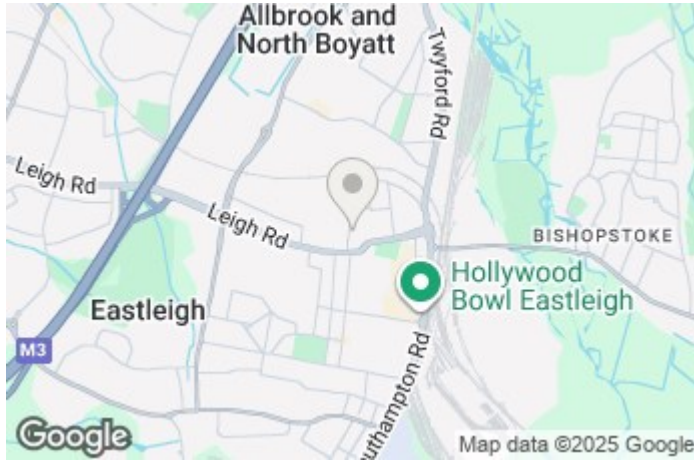 Allbrook and
North Boyatt
Twyford Rd
Leigh Rd
Leigh Rd
BISHOPSTOKE
Hollywood
Bowl Eastleigh
Eastleigh
M3
outhampton Rd
Google
Map data ©2025 Google